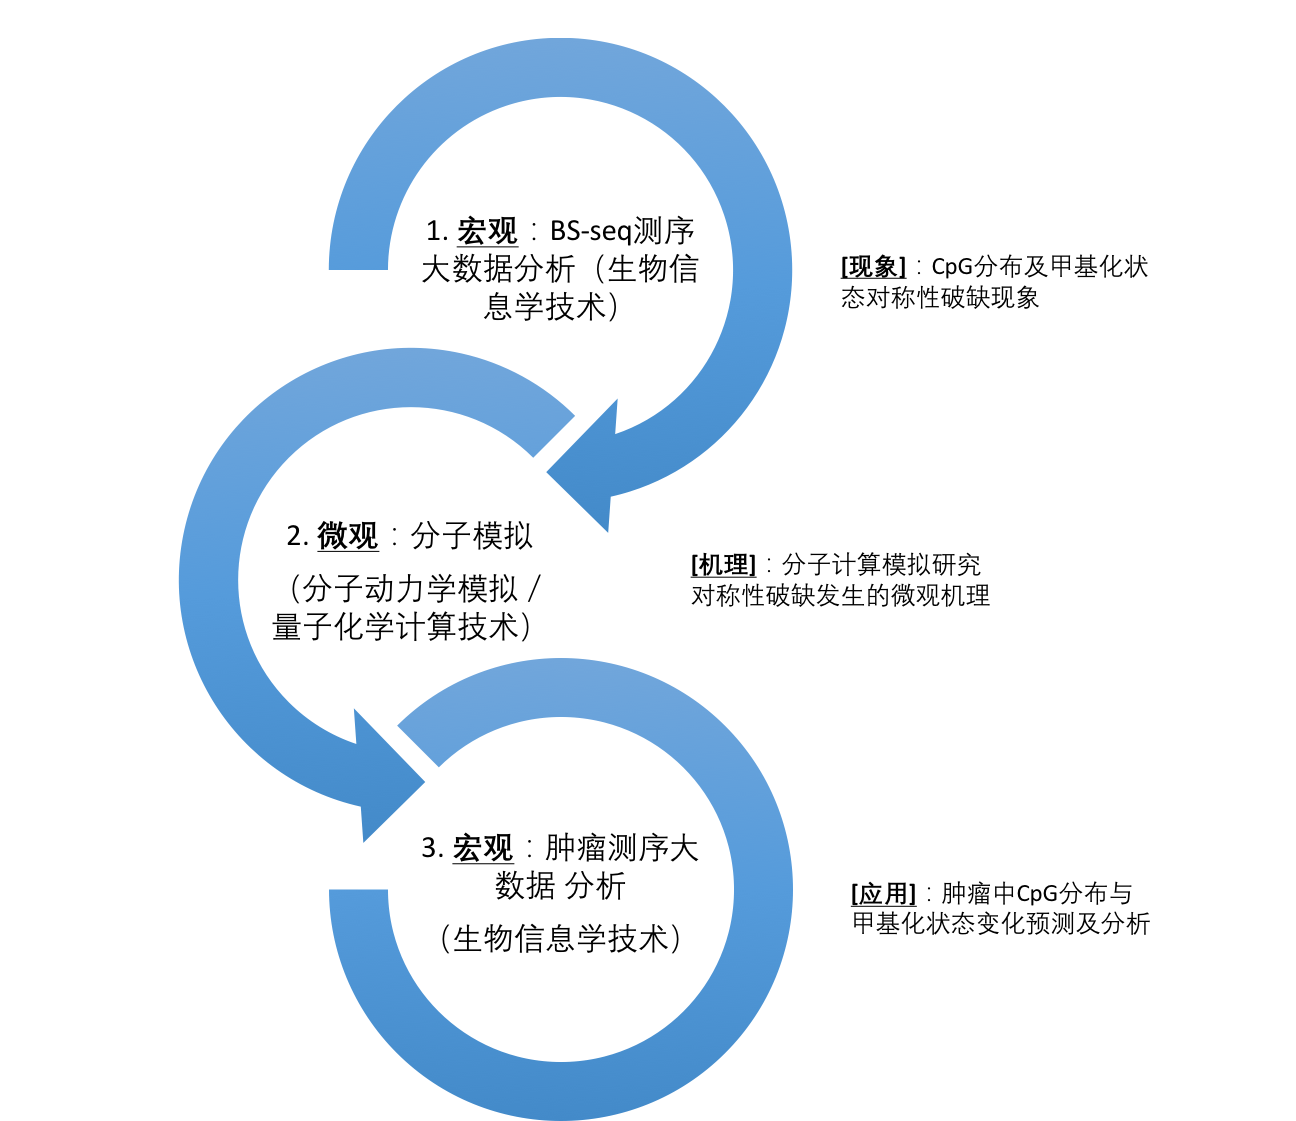 1. 宏观：BS-seq测序
大数据分析（生物信
息学技术）
[现象]：CpG分布及甲基化状
态对称性破缺现象
2. 微观：分子模拟
（分子动力学模拟 /
量子化学计算技术）
[机理]：分子计算模拟研究
对称性破缺发生的微观机理
3. 宏观：肿瘤测序大
数据 分析
（生物信息学技术）
[应用]：肿瘤中CpG分布与
甲基化状态变化预测及分析